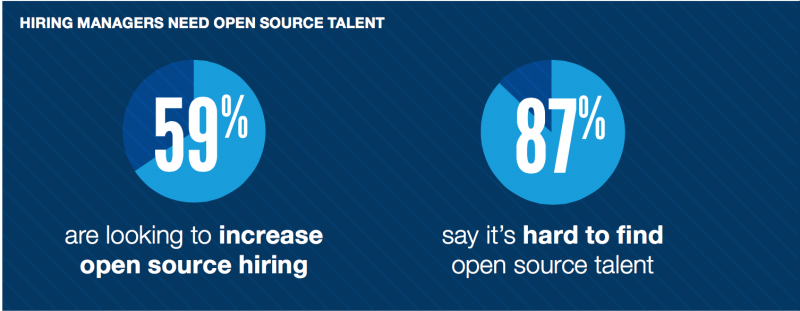 HIRING MANAGERS NEED OPEN SOURCE TALENT
59%
are looking to increase
open source hiring
87%
say it's hard to find
open source talent